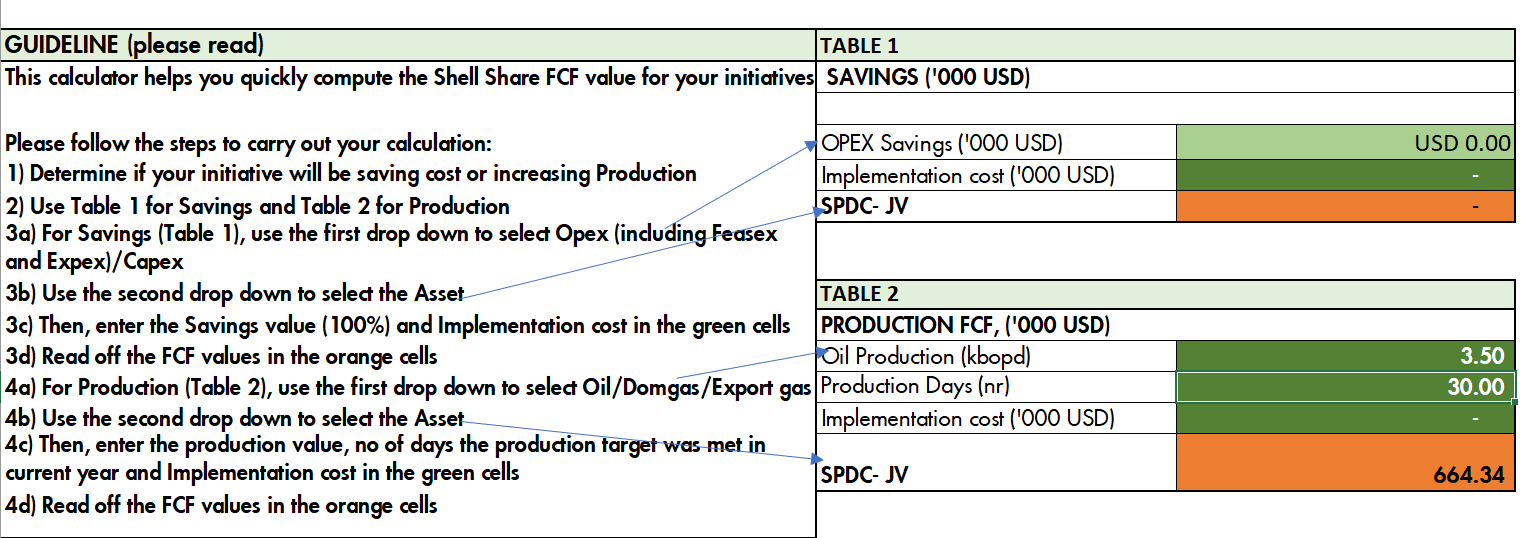 GUIDELINE (please read)
This calculator helps you quickly compute the Shell Share FCF value for your initiatives
Please follow the steps to carry out your calculation:
1) Determine if your initiative will be saving cost or increasing Production
2) Use Table 1 for Savings and Table 2 for Production
3a) For Savings (Table 1), use the first drop down to select Opex (including Feasex
and Expex)/Capex
3b) Use the second drop down to select the Asset
3c) Then, enter the Savings value (100%) and Implementation cost in the green cells
3d) Read off the FCF values in the orange cells
4a) For Production (Table 2), use the first drop down to select Oil/Domgas/Export gas
4b) Use the second drop down to select the Asset
4c) Then, enter the production value, no of days the production target was met in
current year and Implementation cost in the green cells
4d) Read off the FCF values in the orange cells
TABLE 1
SAVINGS ('000 USD)
OPEX Savings ('000 USD) USD 0.00
Implementation cost ('000 USD) -
SPDC- JV -
TABLE 2
PRODUCTION FCF, ('000 USD)
Oil Production (kbopd) 3.50
Production Days (nr) 30.00
Implementation cost ('000 USD) -
SPDC- JV 664.34